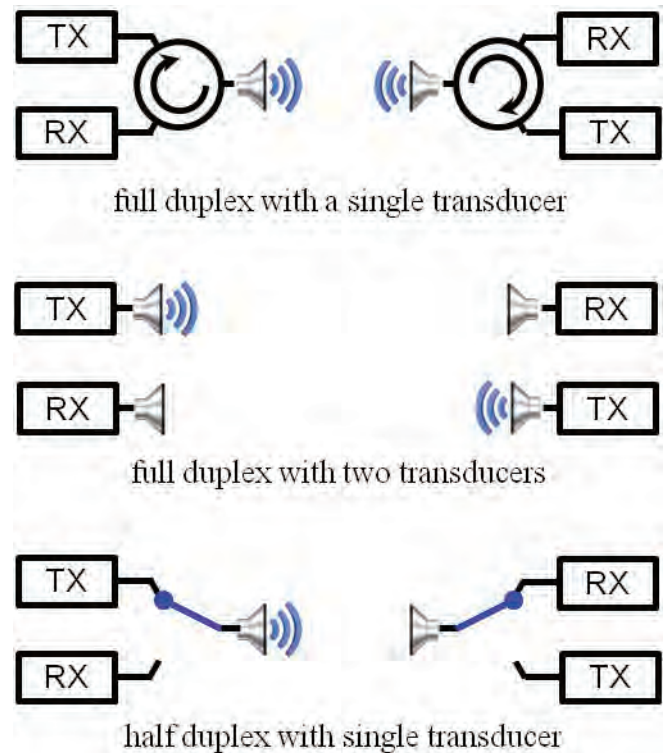 TX
RX
RX
TX
full duplex with a single transducer
TX
RX
RX
TX
full duplex with two transducers
TX
RX
RX
TX
half duplex with single transducer